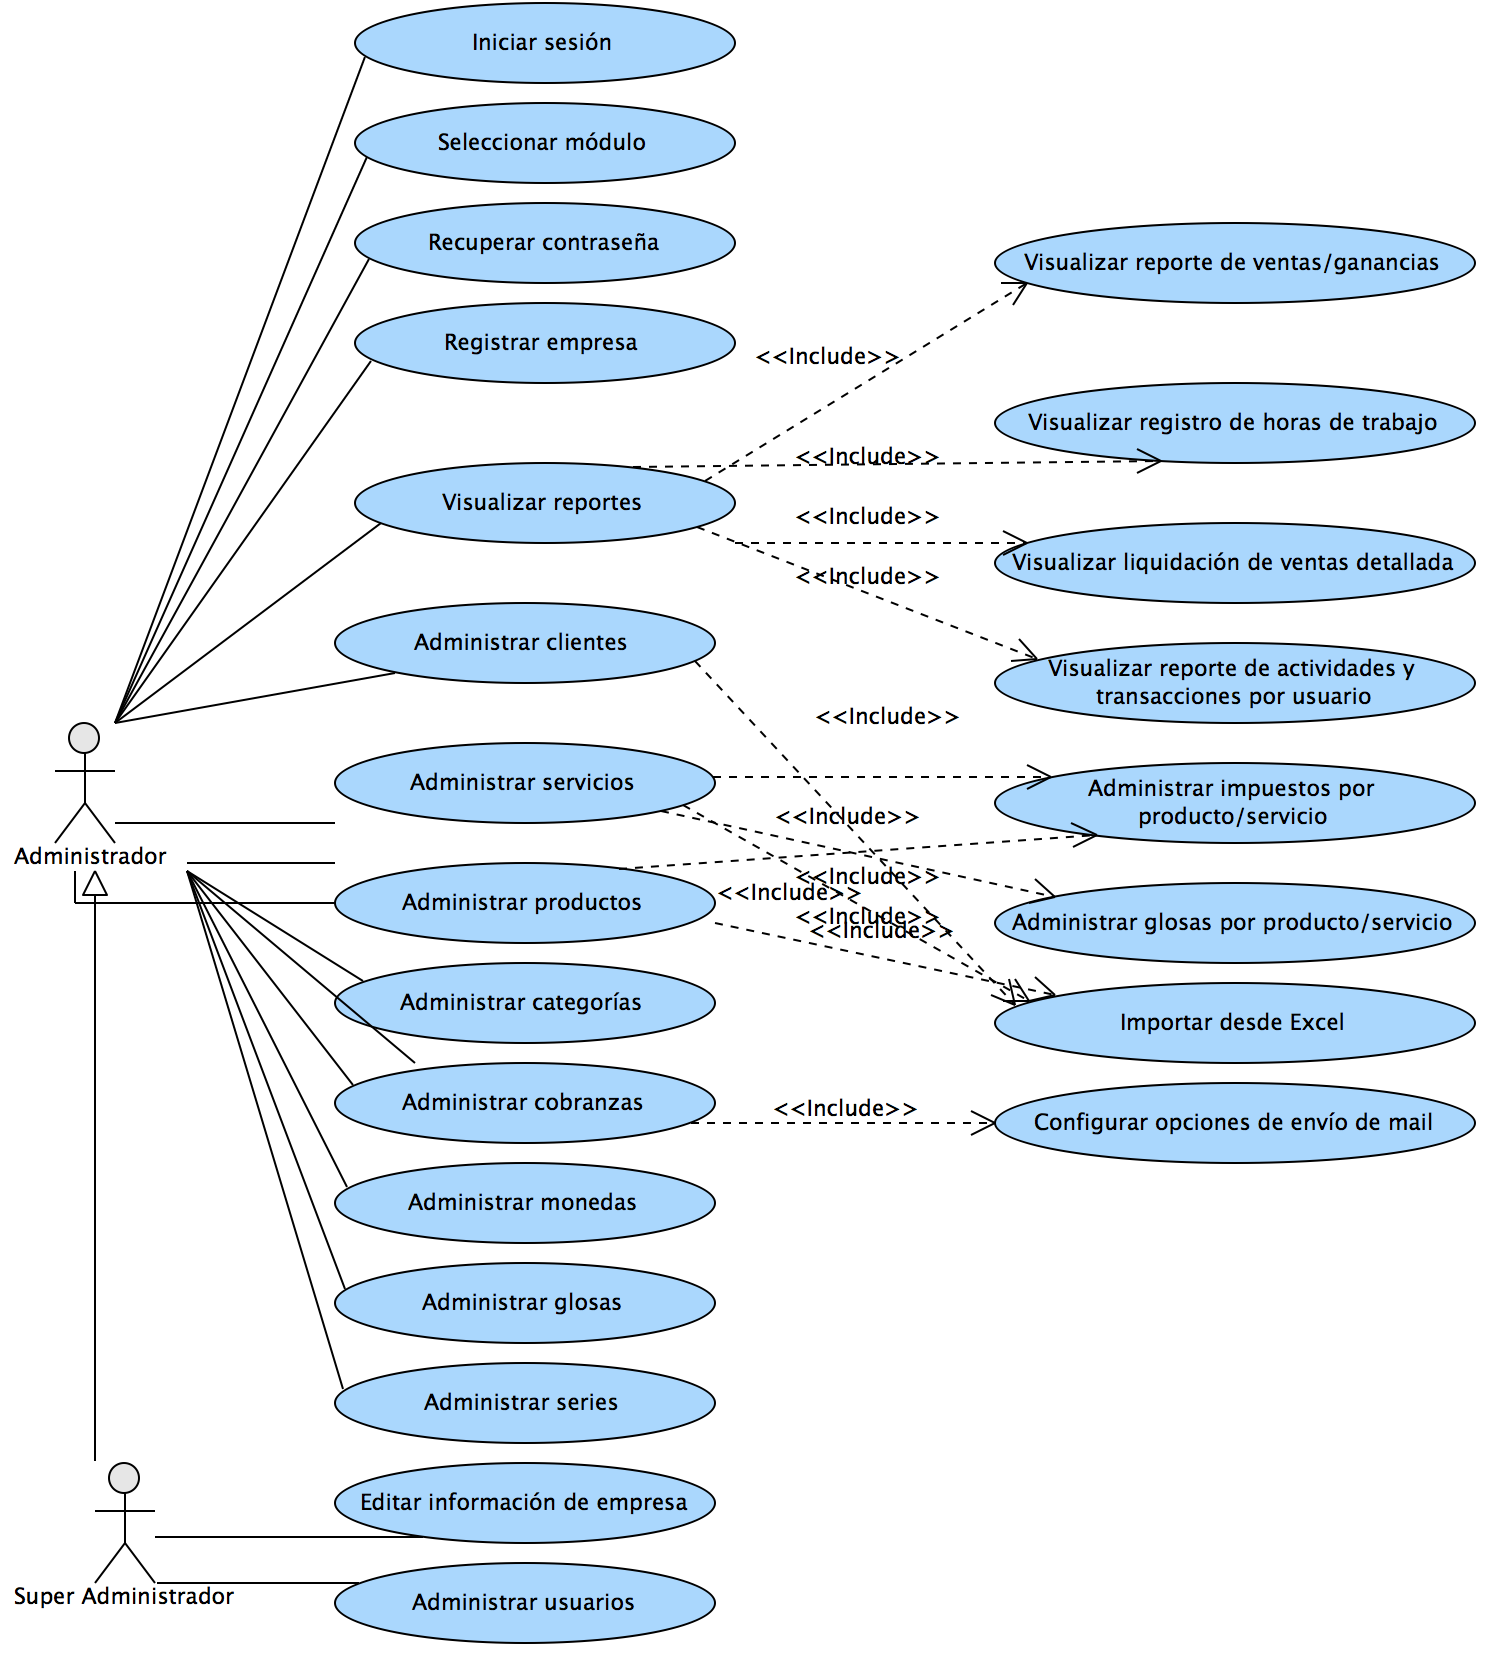 Iniciar sesión
Seleccionar módulo
Recuperar contraseña
Registrar empresa
Visualizar reportes
Administrar clientes
Administrar servicios
Administrar productos
Administrar categorías
Administrar cobranzas
Administrar monedas
Administrar glosas
Administrar series
Editar información de empresa
Administrar usuarios
Administrador
Super Administrador
<<Include>>
<<Include>>
<<Include>>
<<Include>>
<<Include>>
<<Include>>
<<Include>>
<<Include>>
<<Include>>
<<Include>>
<<Include>>
Visualizar reporte de ventas/ganancias
Visualizar registro de horas de trabajo
Visualizar liquidación de ventas detallada
Visualizar reporte de actividades y
transacciones por usuario
Administrar impuestos por
producto/servicio
Administrar glosas por producto/servicio
Importar desde Excel
Configurar opciones de envío de mail